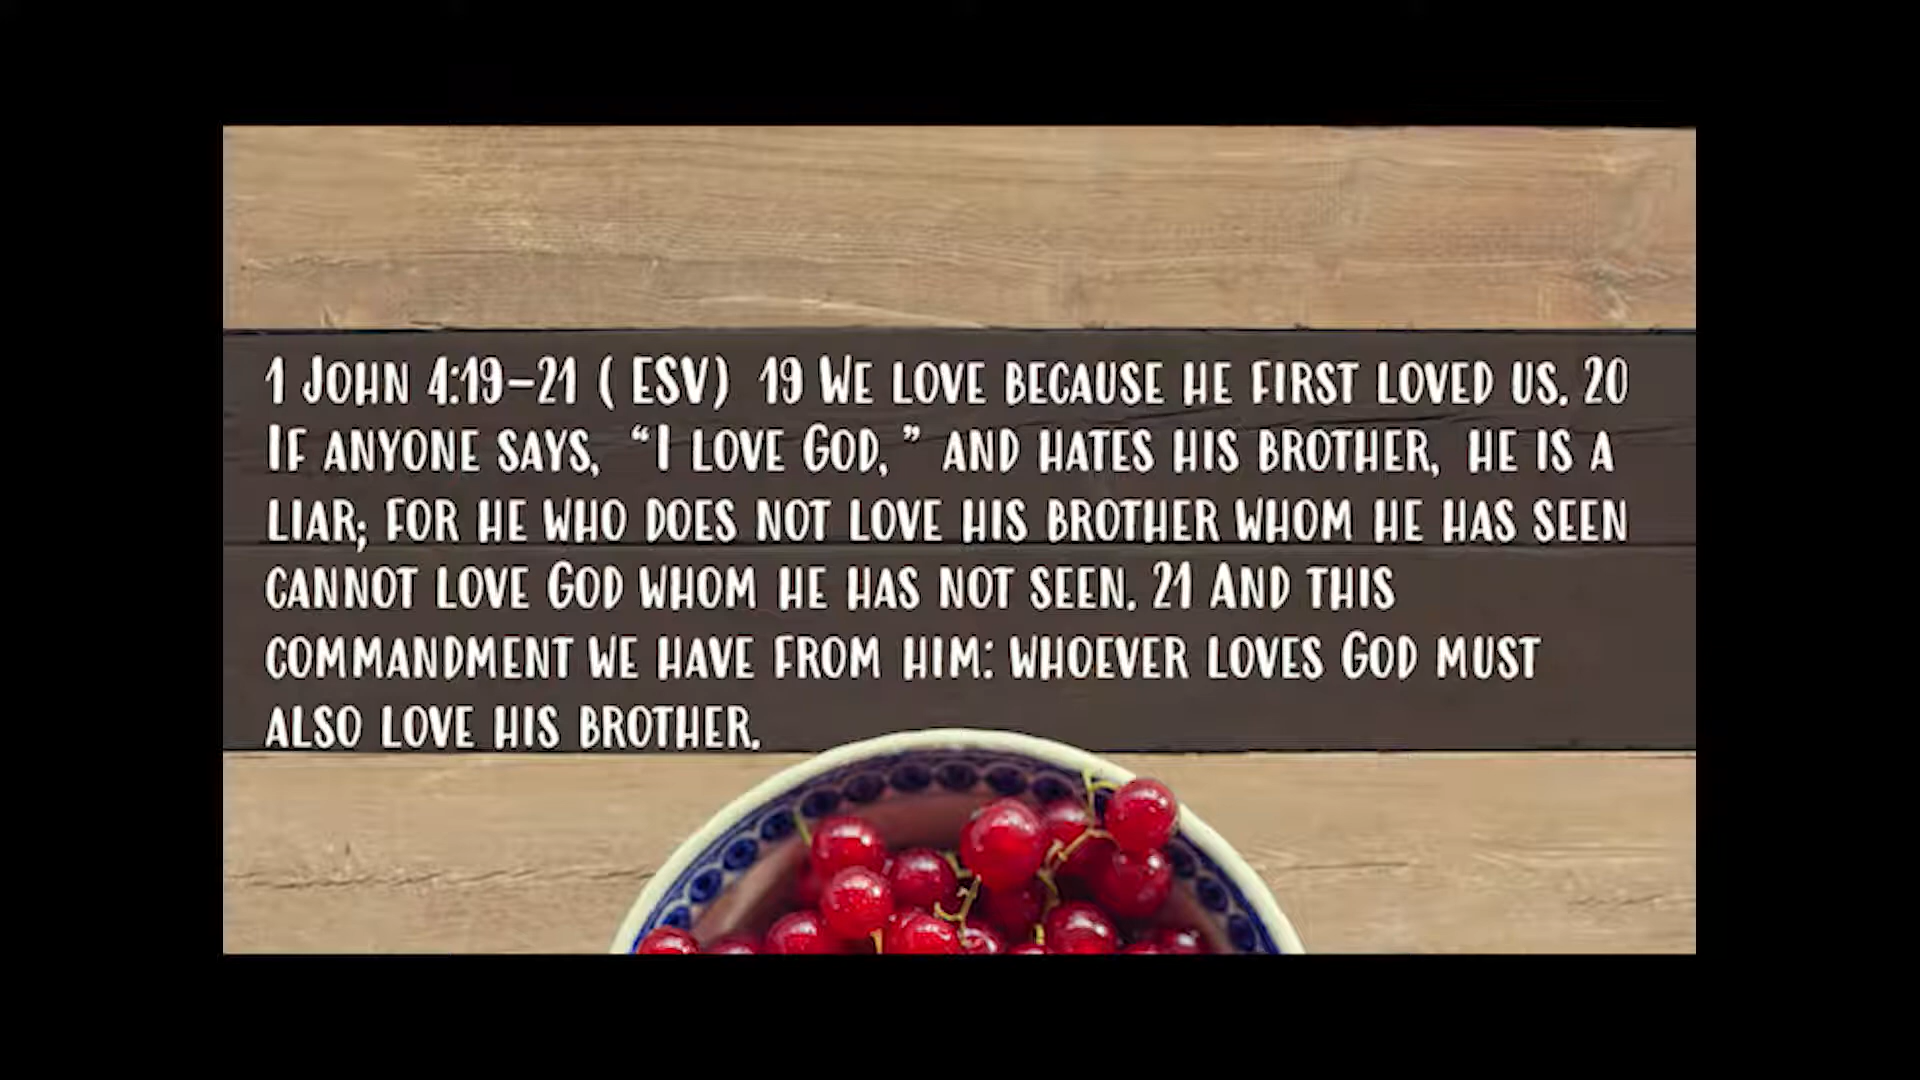 1 John 4:19–21 ( ESV)  19 We love because he first loved us. 20
If anyone says, “I love God,” and hates his brother, he is a
liar; for he who does not love his brother whom he has seen
cannot love God whom he has not seen. 21 And this
commandment we have from him: whoever loves God must
also love his brother.